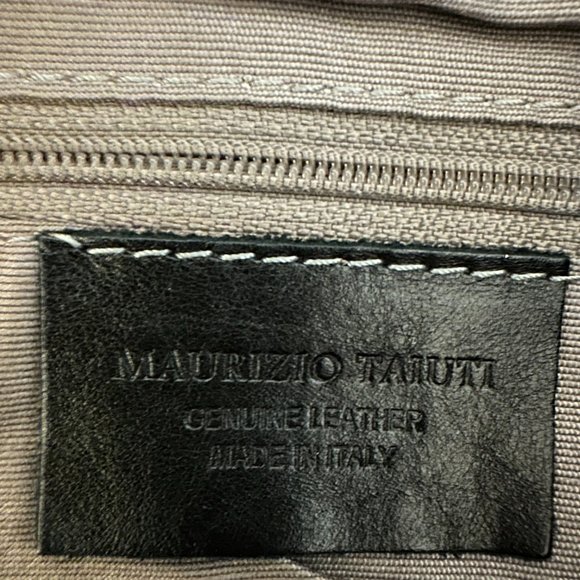 MAURIZIO TAIUTI
GENUINE LEATHER
MADE IN ITALY